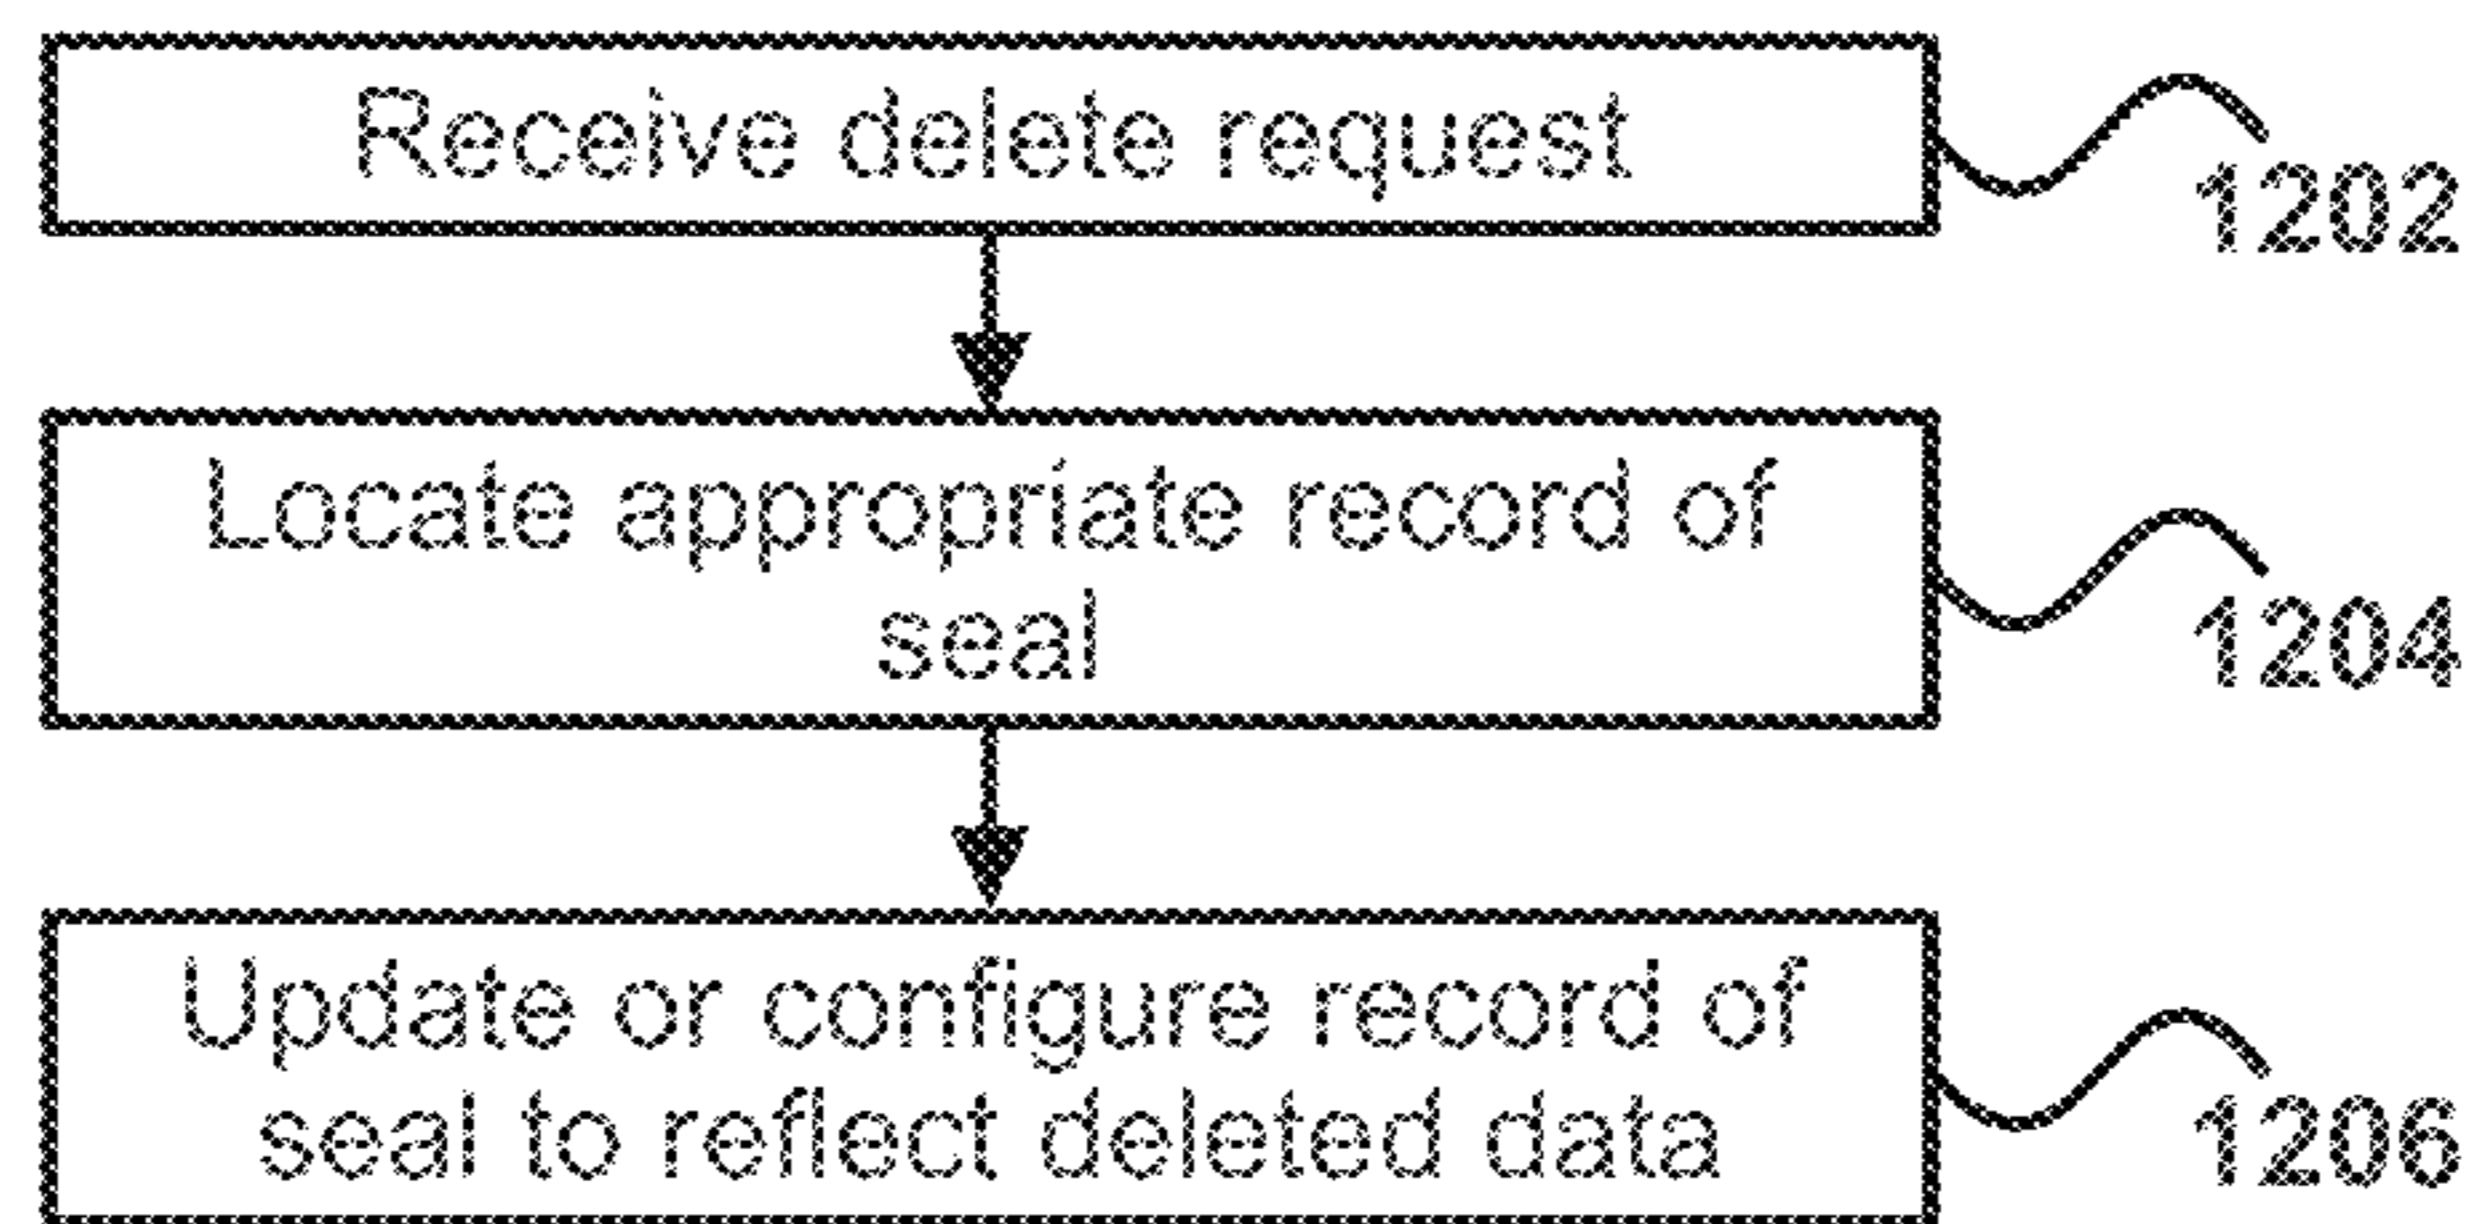 Receive delete request
1202
Locate appropriate record of
seal
1204
Update or configure record of
seal to reflect deleted data
1206